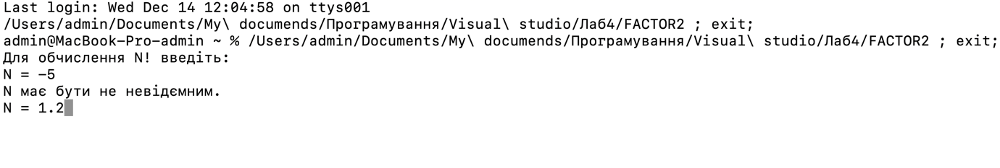 Last login: Wed Dec 14 12:04:58 on ttys001
/Users/admin/Documents/My\ documends/Програмування/Visual\ studio/Лаб4/FACTOR2 ; exit;
admin@MacBook-Pro-admin ~ % /Users/admin/Documents/My\ documends/Програмування/Visual\ studio/Лаб4/FACTOR2 ; exit;
Для обчислення N! введіть:
N = -5
N має бути не невідємним.
N = 1.2